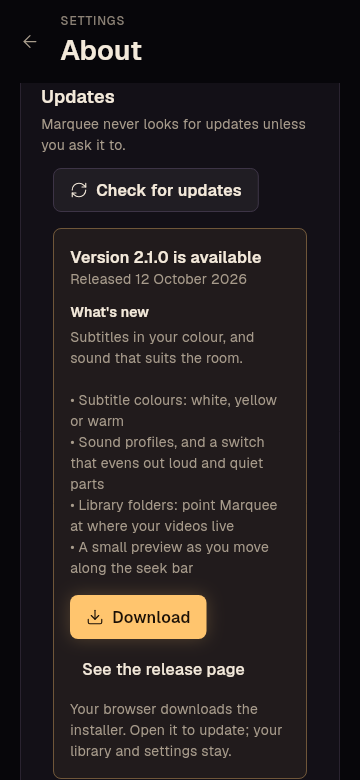 SETTINGS
About
Updates
Marquee never looks for updates unless
you ask it to.
Check for updates
Version 2.1.0 is available
Released 12 October 2026
What's new
Subtitles in your colour, and
sound that suits the room.
• Subtitle colours: white, yellow
or warm
• Sound profiles, and a switch
that evens out loud and quiet
parts
• Library folders: point Marquee
at where your videos live
• A small preview as you move
along the seek bar
Download
See the release page
Your browser downloads the
installer. Open it to update; your
library and settings stay.